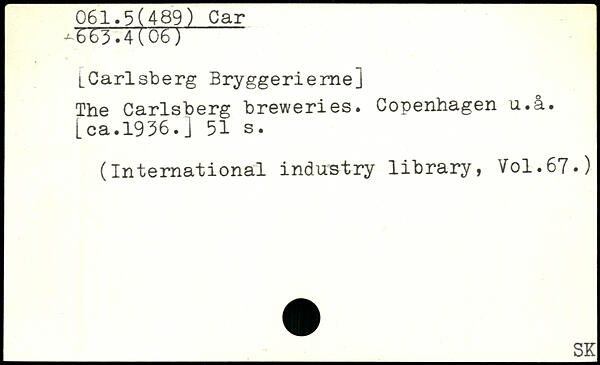 061.5(489) Car
663.4(06)
[Carlsberg Bryggerierne]
The Carlsberg breweries. Copenhagen u.å.
[ca.1936.] 51 s.
(International industry library, Vol.67.)
SK